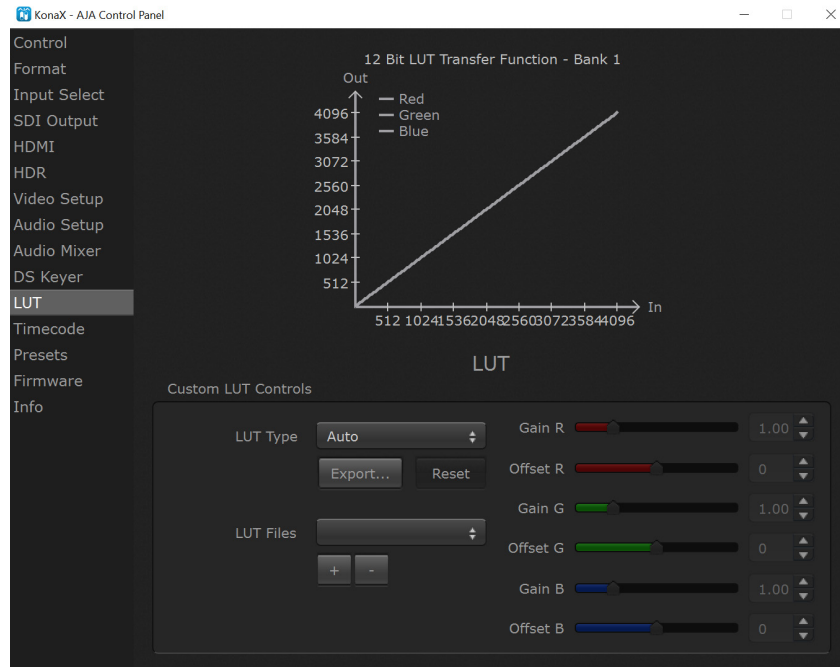 KonaX - AJA Control Panel
Control
Format
Input Select
SDI Output
HDMI
HDR
Video Setup
Audio Setup
Audio Mixer
DS Keyer
LUT
Timecode
Presets
Firmware
Info
12 Bit LUT Transfer Function - Bank 1
Out
Red
Green
Blue
4096
3584
3072
2560
2048
1536
1024
512
In
512 1024 1536 2048 2560 3072 3584 4096
LUT
Custom LUT Controls
LUT Type Auto
Export... Reset
LUT Files
+ -
Gain R 1.00
Offset R 0
Gain G 1.00
Offset G 0
Gain B 1.00
Offset B 0